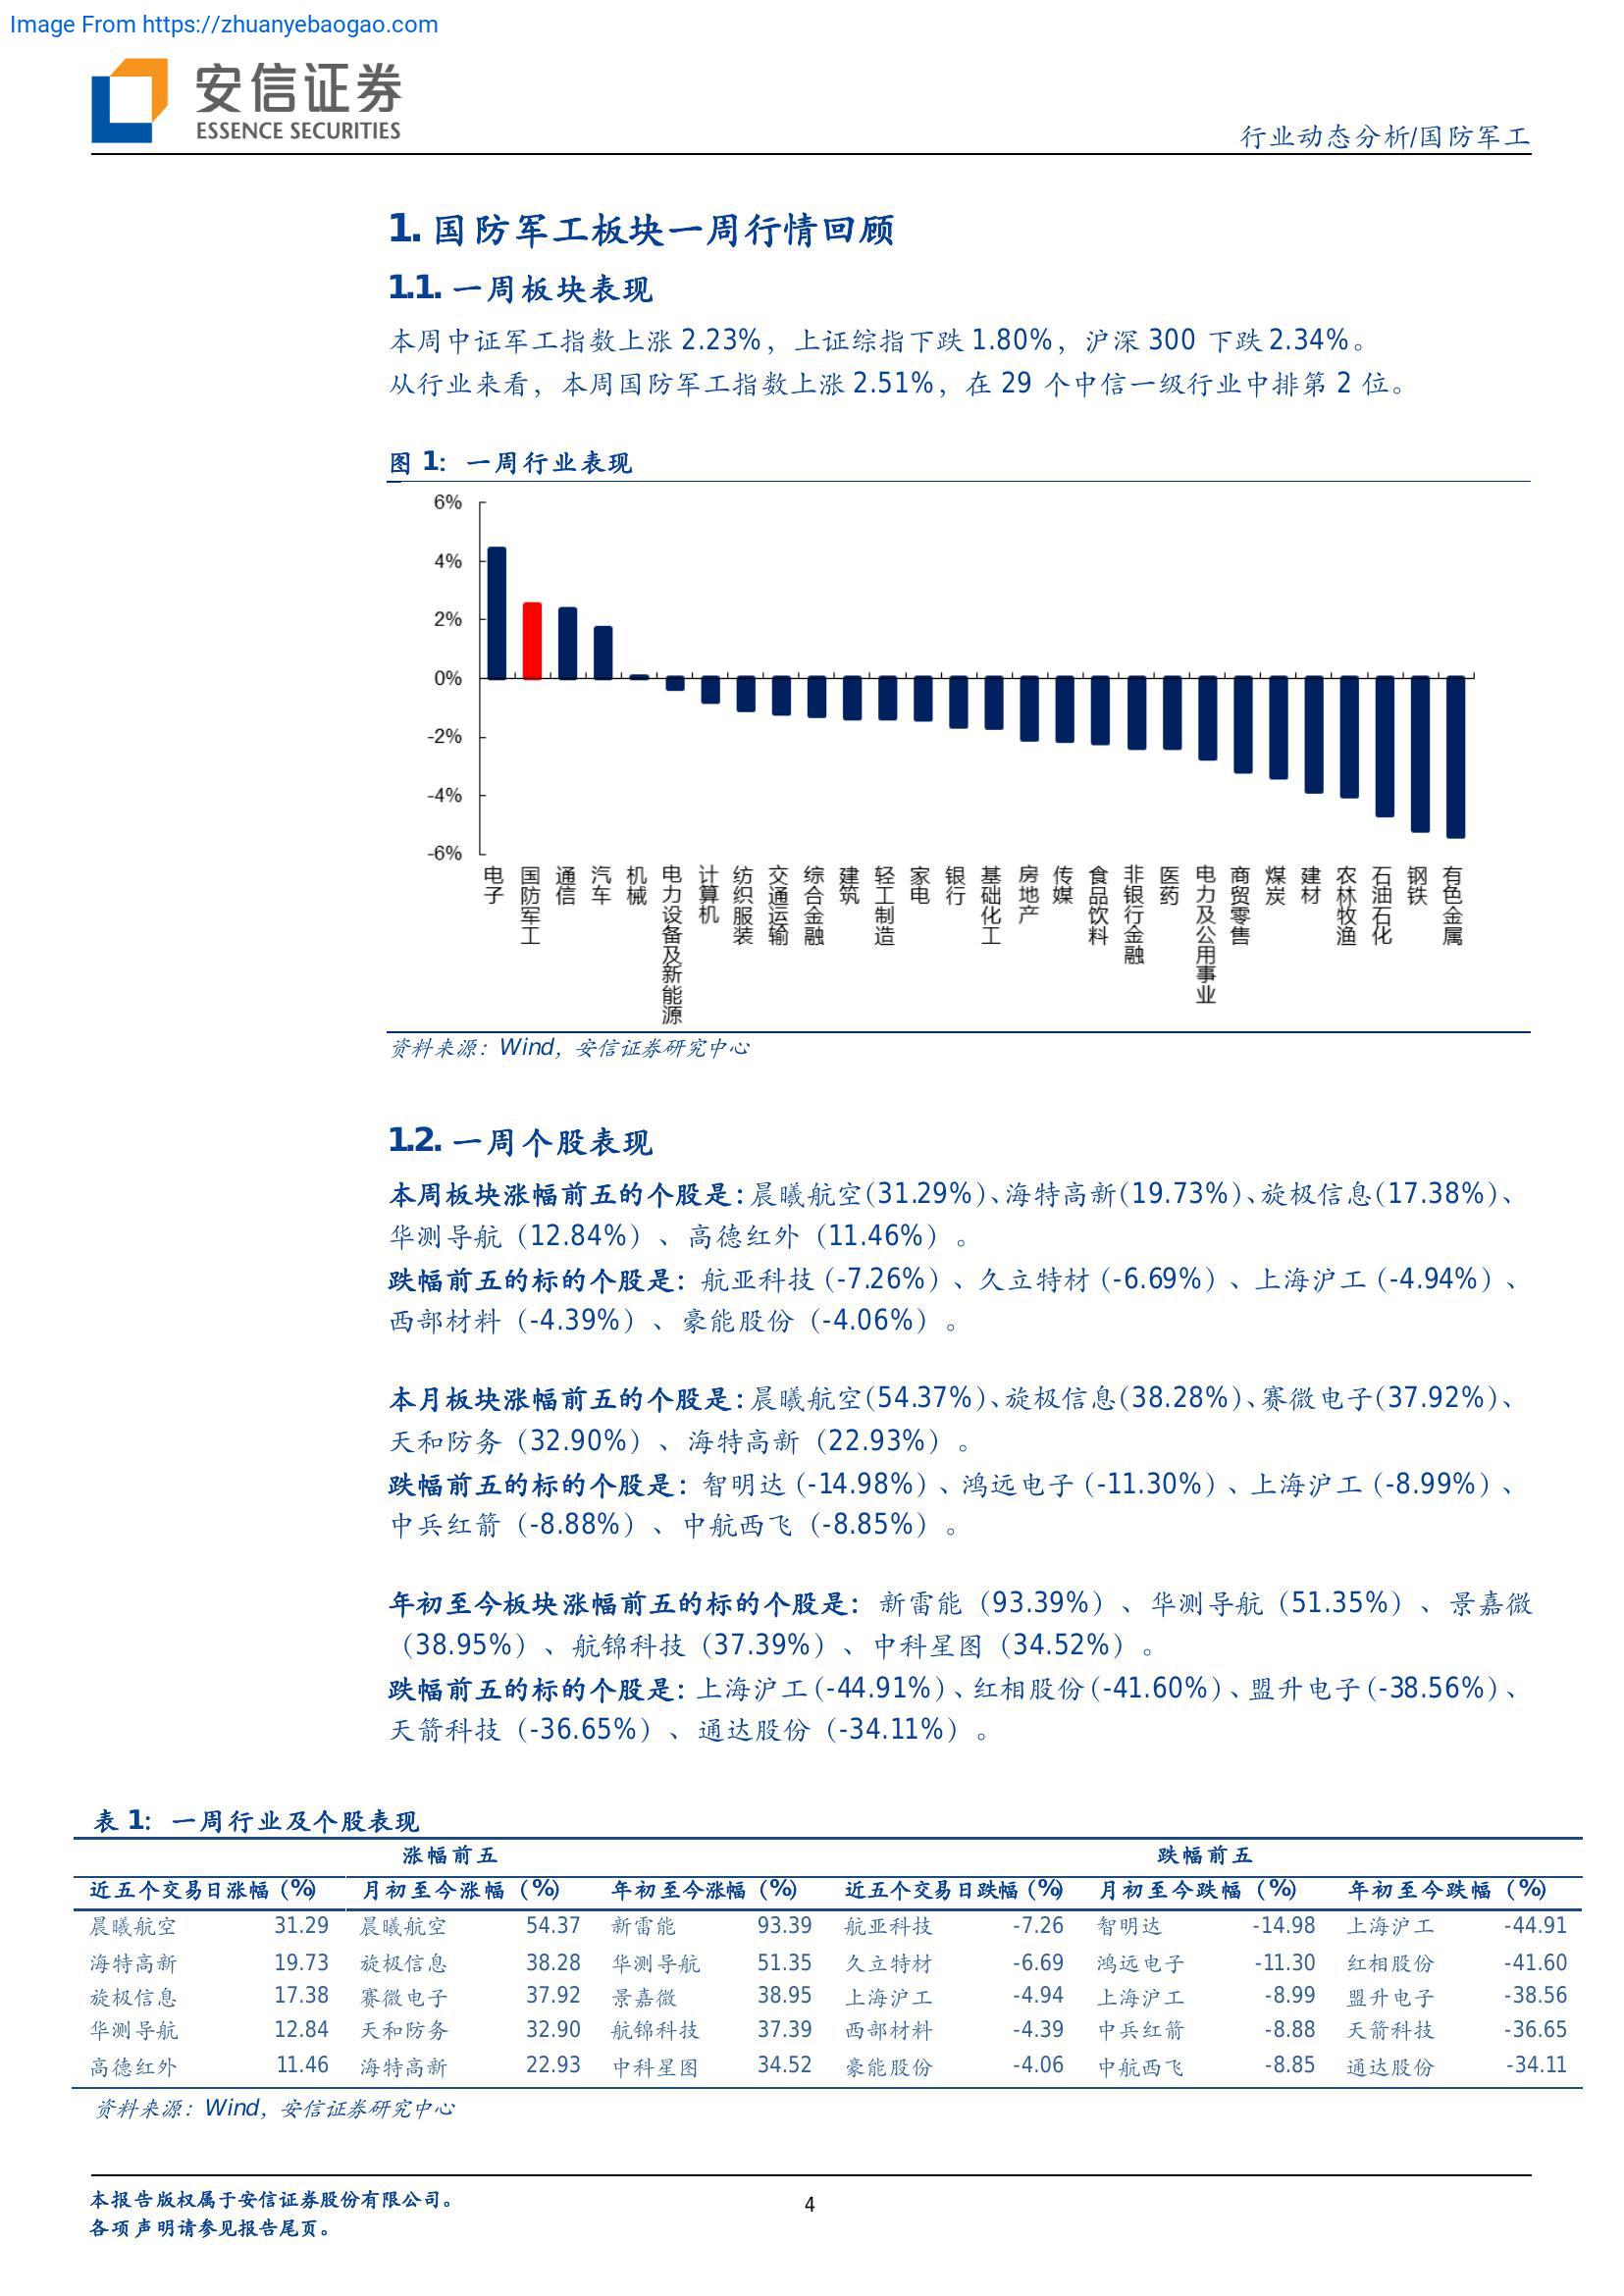 Image From https://zhuanyebaogao.com
安信证券
ESSENCE SECURITIES
行业动态分析/国防军工
1. 国防军工板块一周行情回顾
1.1. 一周板块表现
本周中证军工指数上涨 2.23%，上证综指下跌 1.80%，沪深 300 下跌 2.34%。
从行业来看，本周国防军工指数上涨 2.51%，在 29 个中信一级行业中排第 2 位。
图 1：一周行业表现
6%
4%
2%
0%
-2%
-4%
-6%
电子
国防军工
通信
汽车
机械
电力设备及新能源
计算机
纺织服装
交通运输
综合金融
建筑
轻工制造
家电
银行
基础化工
房地产
传媒
食品饮料
非银行金融
医药
电力及公用事业
商贸零售
煤炭
建材
农林牧渔
石油石化
钢铁
有色金属
资料来源：Wind，安信证券研究中心
1.2. 一周个股表现
本周板块涨幅前五的个股是：晨曦航空（31.29%）、海特高新（19.73%）、旋极信息（17.38%）、
华测导航（12.84%）、高德红外（11.46%）。
跌幅前五的标的个股是：航亚科技（-7.26%）、久立特材（-6.69%）、上海沪工（-4.94%）、
西部材料（-4.39%）、豪能股份（-4.06%）。
本月板块涨幅前五的个股是：晨曦航空（54.37%）、旋极信息（38.28%）、赛微电子（37.92%）、
天和防务（32.90%）、海特高新（22.93%）。
跌幅前五的标的个股是：智明达（-14.98%）、鸿远电子（-11.30%）、上海沪工（-8.99%）、
中兵红箭（-8.88%）、中航西飞（-8.85%）。
年初至今板块涨幅前五的标的个股是：新雷能（93.39%）、华测导航（51.35%）、景嘉微
（38.95%）、航锦科技（37.39%）、中科星图（34.52%）。
跌幅前五的标的个股是：上海沪工（-44.91%）、红相股份（-41.60%）、盟升电子（-38.56%）、
天箭科技（-36.65%）、通达股份（-34.11%）。
表 1：一周行业及个股表现
涨幅前五 跌幅前五
近五个交易日涨幅（%） 月初至今涨幅（%） 年初至今涨幅（%） 近五个交易日跌幅（%） 月初至今跌幅（%） 年初至今跌幅（%）
晨曦航空 31.29 晨曦航空 54.37 新雷能 93.39 航亚科技 -7.26 智明达 -14.98 上海沪工 -44.91
海特高新 19.73 旋极信息 38.28 华测导航 51.35 久立特材 -6.69 鸿远电子 -11.30 红相股份 -41.60
旋极信息 17.38 赛微电子 37.92 景嘉微 38.95 上海沪工 -4.94 上海沪工 -8.99 盟升电子 -38.56
华测导航 12.84 天和防务 32.90 航锦科技 37.39 西部材料 -4.39 中兵红箭 -8.88 天箭科技 -36.65
高德红外 11.46 海特高新 22.93 中科星图 34.52 豪能股份 -4.06 中航西飞 -8.85 通达股份 -34.11
资料来源：Wind，安信证券研究中心
本报告版权属于安信证券股份有限公司。
各项声明请参见报告尾页。
4